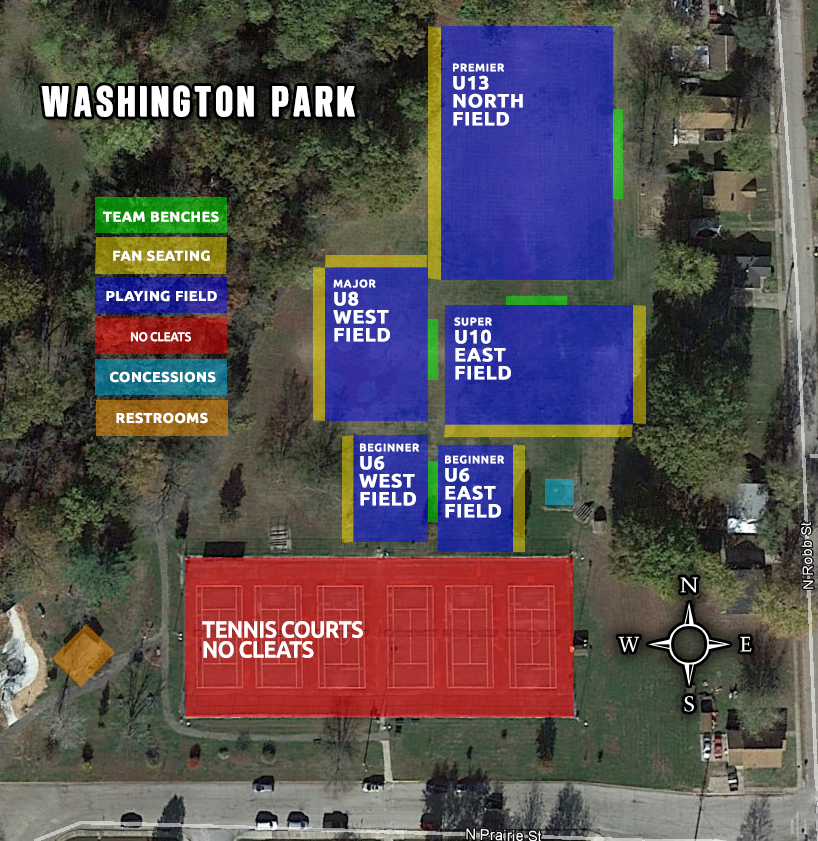 WASHINGTON PARK
PREMIER
U13
NORTH
FIELD
TEAM BENCHES
FAN SEATING
PLAYING FIELD
NO CLEATS
CONCESSIONS
RESTROOMS
MAJOR
U8
WEST
FIELD
SUPER
U10
EAST
FIELD
BEGINNER
U6
WEST
FIELD
BEGINNER
U6
EAST
FIELD
TENNIS COURTS
NO CLEATS
N
W
E
S
N Robb St
N Prairie St